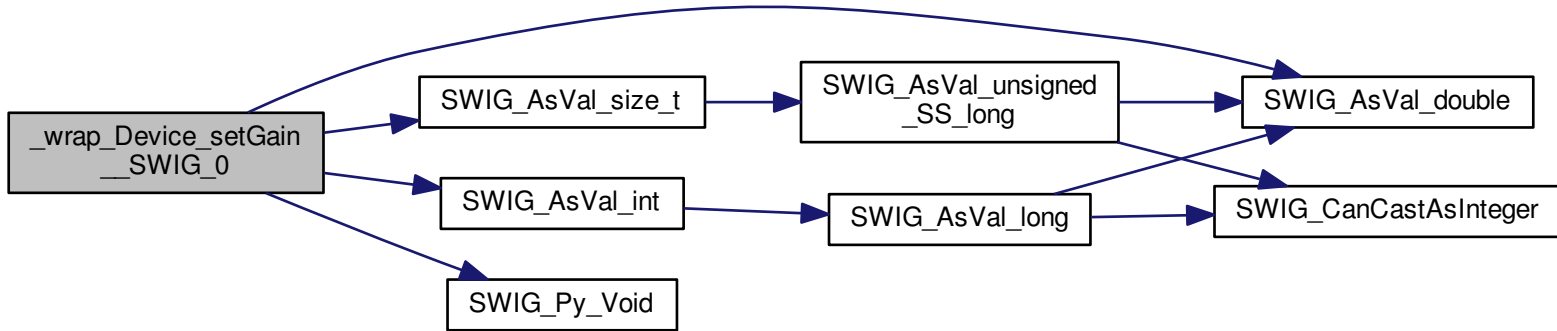 _wrap_Device_setGain
__SWIG_0
SWIG_AsVal_size_t
SWIG_AsVal_int
SWIG_Py_Void
SWIG_AsVal_unsigned
_SS_long
SWIG_AsVal_long
SWIG_AsVal_double
SWIG_CanCastAsInteger